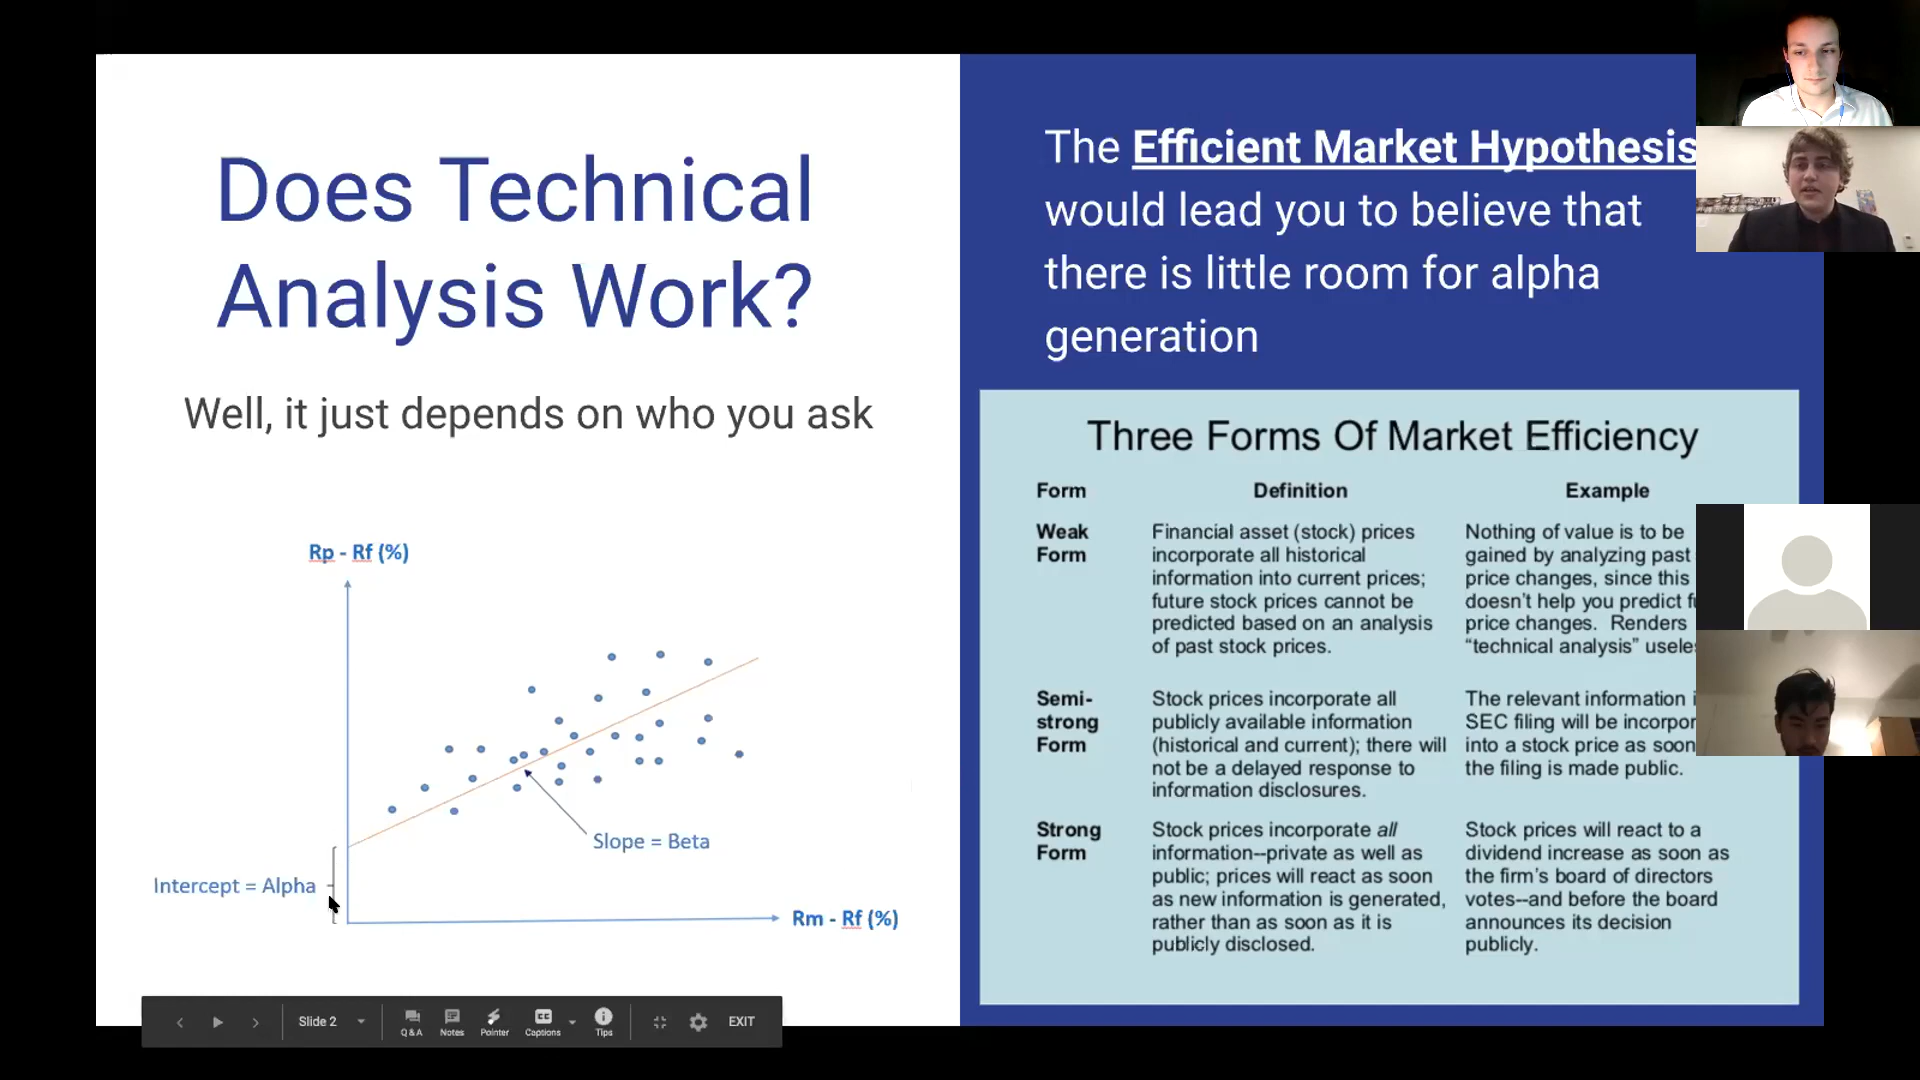 Does Technical
Analysis Work?
Well, it just depends on who you ask
Rp - Rf (%)
Slope = Beta
Intercept = Alpha
Rm - Rf (%)
The Efficient Market Hypothesis
would lead you to believe that
there is little room for alpha
generation
Three Forms Of Market Efficiency
Form Definition Example
Weak
Form
Financial asset (stock) prices
incorporate all historical
information into current prices;
future stock prices cannot be
predicted based on an analysis
of past stock prices.
Nothing of value is to be
gained by analyzing past
price changes, since this
doesn't help you predict
price changes. Renders
“technical analysis”
Semi-
strong
Form
Stock prices incorporate all
publicly available information
(historical and current); there will
not be a delayed response to
information disclosures.
The relevant information
SEC filing will be
into a stock price as soon
the filing is made public.
Strong
Form
Stock prices incorporate all
information--private as well as
public; prices will react as soon
as new information is generated,
rather than as soon as it is
publicly disclosed.
Stock prices will react to a
dividend increase as soon as
the firm's board of directors
votes--and before the board
announces its decision
publicly.
Slide 2
Q&A Notes Pointer Captions Tips EXIT